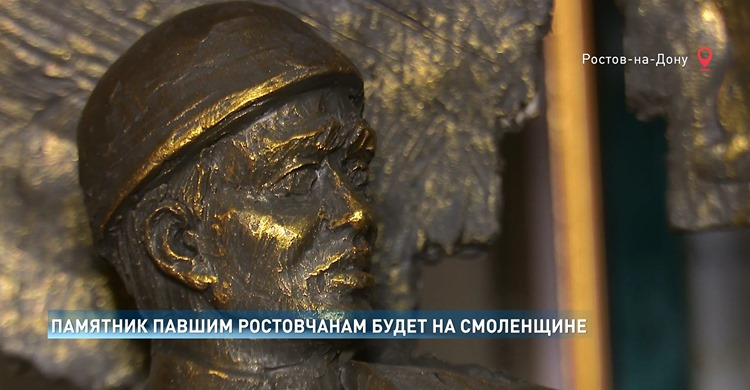 Ростов-на-Дону
ПАМЯТНИК ПАВШИМ РОСТОВЧАНАМ БУДЕТ НА СМОЛЕНЩИНЕ